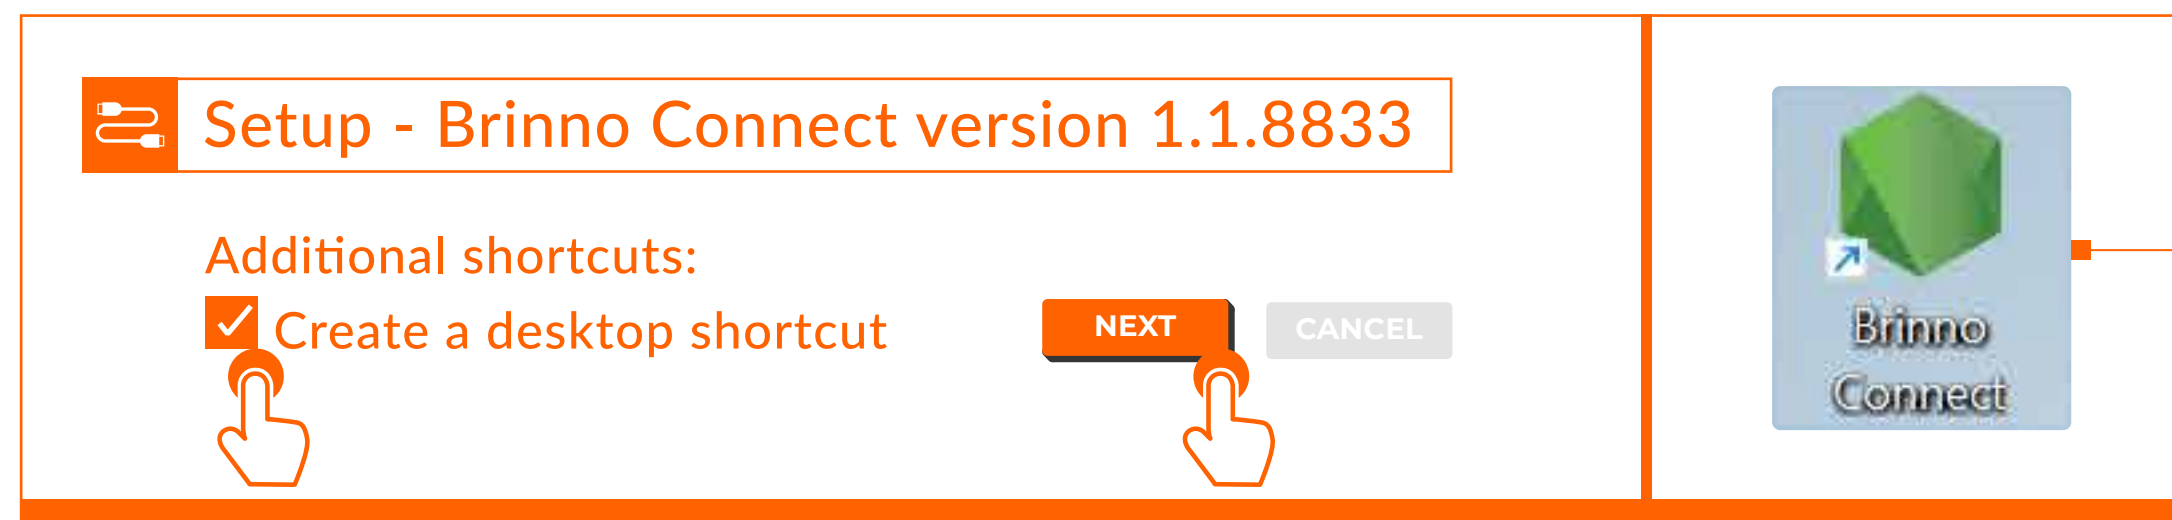 Setup - Brinno Connect version 1.1.8833
Additional shortcuts:
Create a desktop shortcut
NEXT
CANCEL
Brinno
Connect